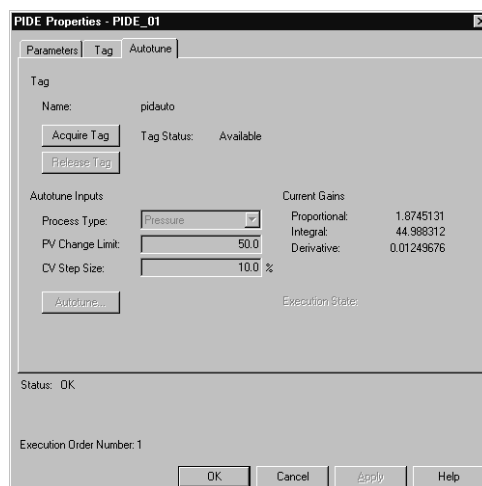 PIDE Properties - PIDE_01
Parameters Tag Autotune
Tag
Name: pidauto
Acquire Tag Tag Status: Available
Release Tag
Autotune Inputs Current Gains
Process Type: Pressure Proportional: 1.8745131
PV Change Limit: 50.0 Integral: 44.988312
Derivative: 0.01249676
CV Step Size: 10.0 %
Autotune... Execution State:
Status: OK
Execution Order Number: 1
OK Cancel Apply Help